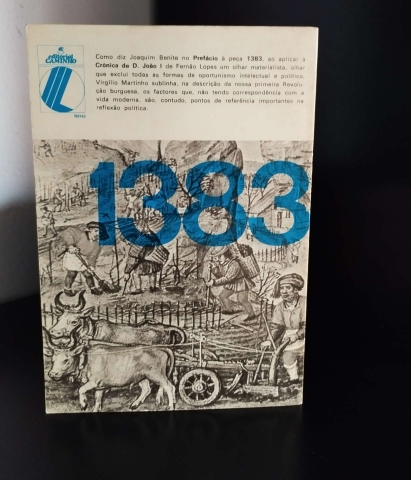 editorial
CAMINHO
Como diz Joaquim Benite no Prefácio à peça 1383, ao aplicar à
Crónica de D. João I de Fernão Lopes um olhar materialista, olhar
que exclui todas as formas de oportunismo intelectual e político,
Virgílio Martinho sublinha, na descrição da nossa primeira Revolu-
ção burguesa, os factores que, não tendo correspondência com a
vida moderna, são, contudo, pontos de referência importantes na
reflexão política.
1383